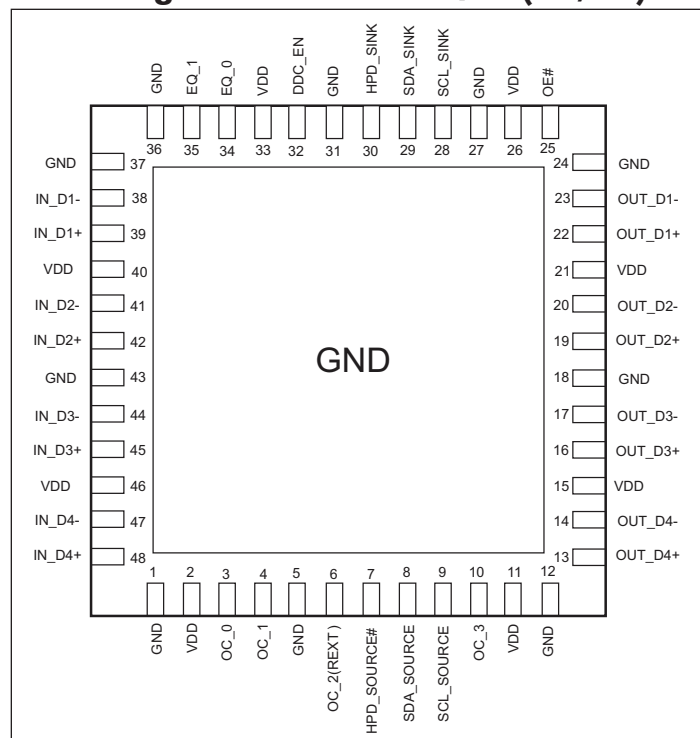 GND
EQ_1
EQ_0
VDD
DDC_EN
GND
HPD_SINK
SDA_SINK
SCL_SINK
GND
VDD
OE#
36
35
34
33
32
31
30
29
28
27
26
25
GND 37
IN_D1- 38
IN_D1+ 39
VDD 40
IN_D2- 41
IN_D2+ 42
GND 43
IN_D3- 44
IN_D3+ 45
VDD 46
IN_D4- 47
IN_D4+ 48
GND
24 GND
23 OUT_D1-
22 OUT_D1+
21 VDD
20 OUT_D2-
19 OUT_D2+
18 GND
17 OUT_D3-
16 OUT_D3+
15 VDD
14 OUT_D4-
13 OUT_D4+
1
2
3
4
5
6
7
8
9
10
11
12
GND
VDD
OC_0
OC_1
GND
OC_2(REXT)
HPD_SOURCE#
SDA_SOURCE
SCL_SOURCE
OC_3
VDD
GND